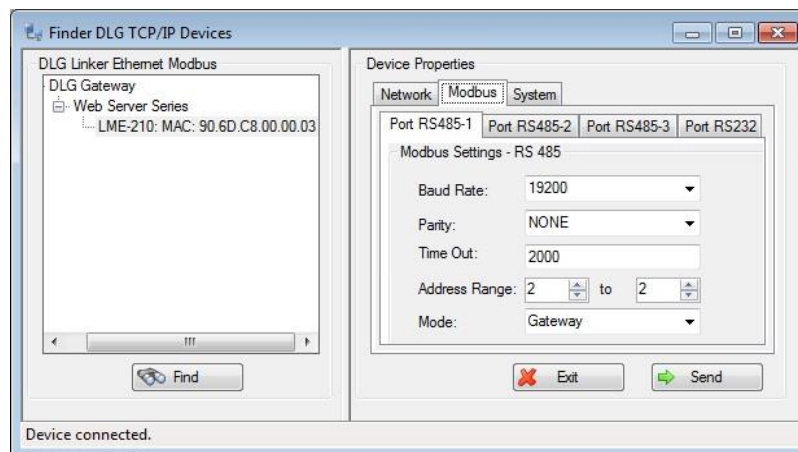 Finder DLG TCP/IP Devices
DLG Linker Ethernet Modbus
DLG Gateway
Web Server Series
LME-210: MAC: 90.6D.C8.00.00.03
Find
Device Properties
Network Modbus System
Port RS485-1 Port RS485-2 Port RS485-3 Port RS232
Modbus Settings - RS 485
Baud Rate: 19200
Parity: NONE
Time Out: 2000
Address Range: 2 to 2
Mode: Gateway
Exit Send
Device connected.